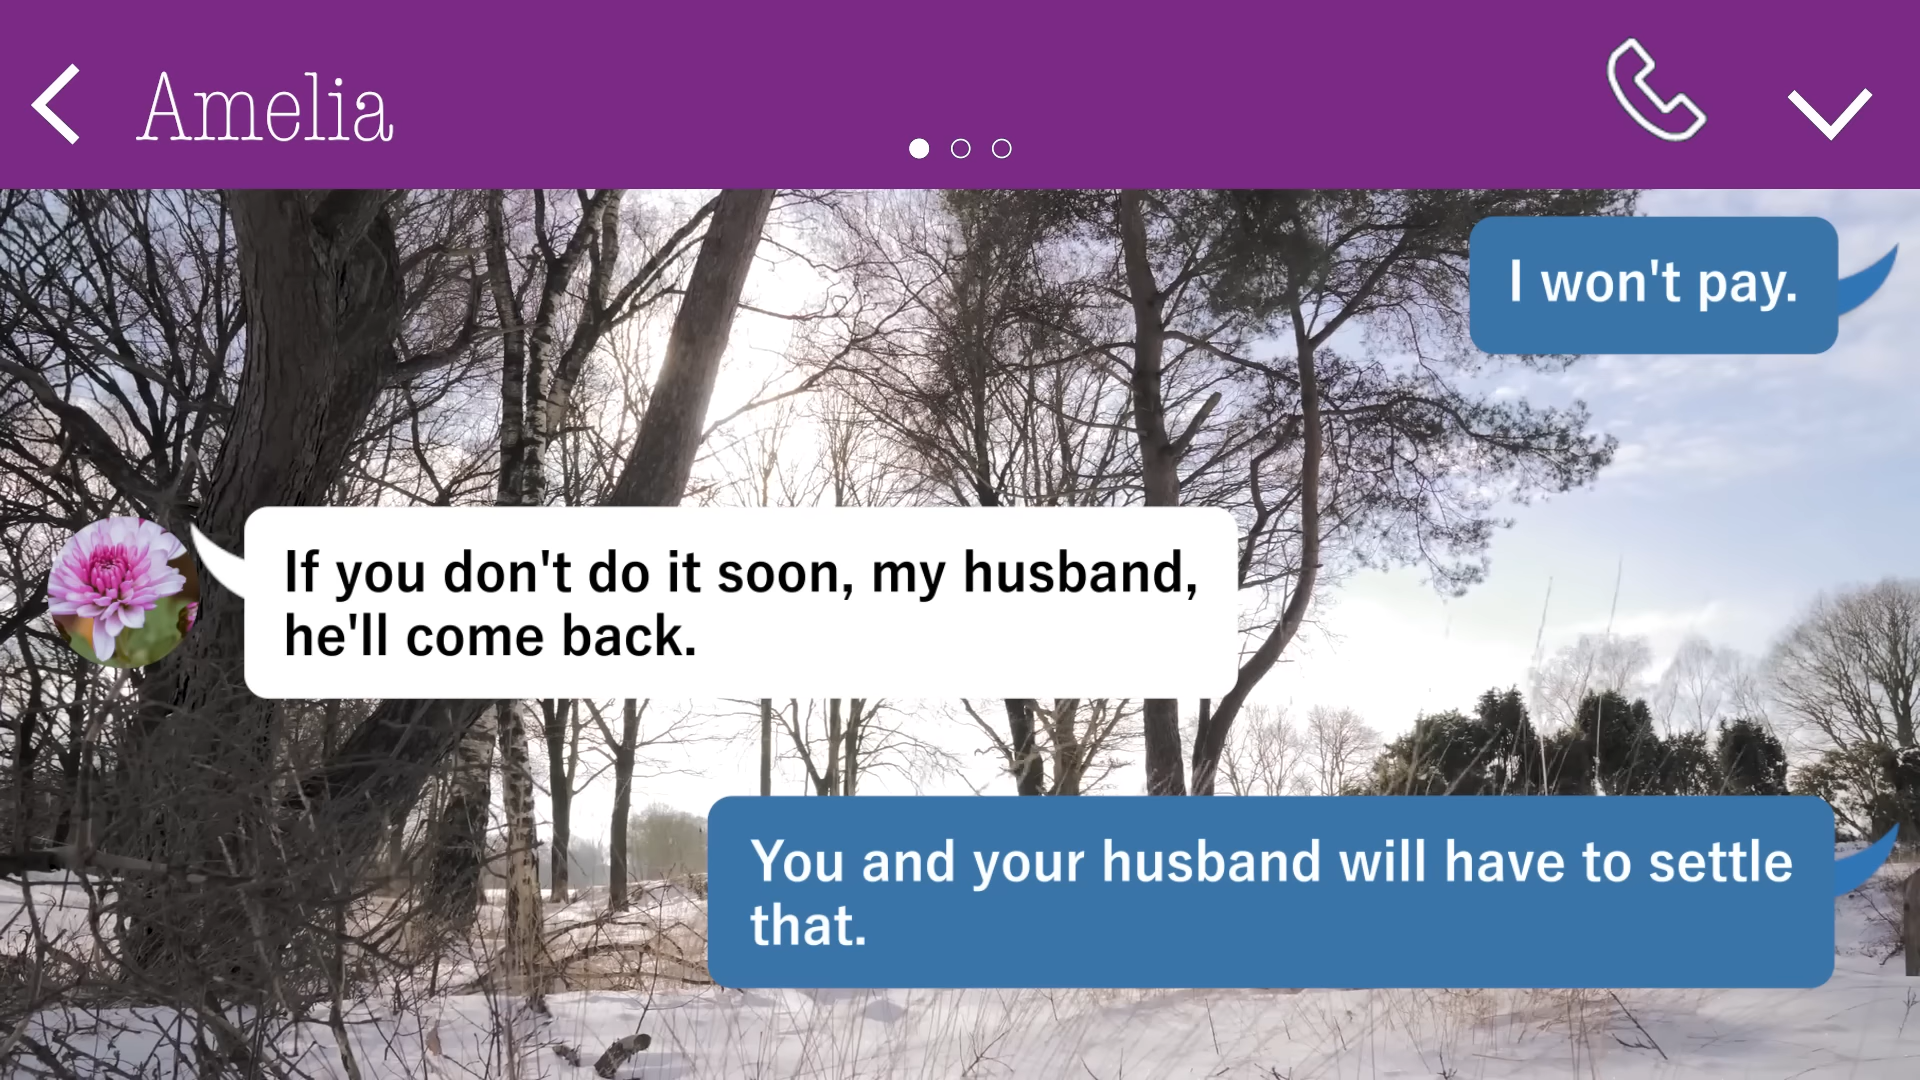 Amelia
I won't pay.
If you don't do it soon, my husband,
he'll come back.
You and your husband will have to settle
that.